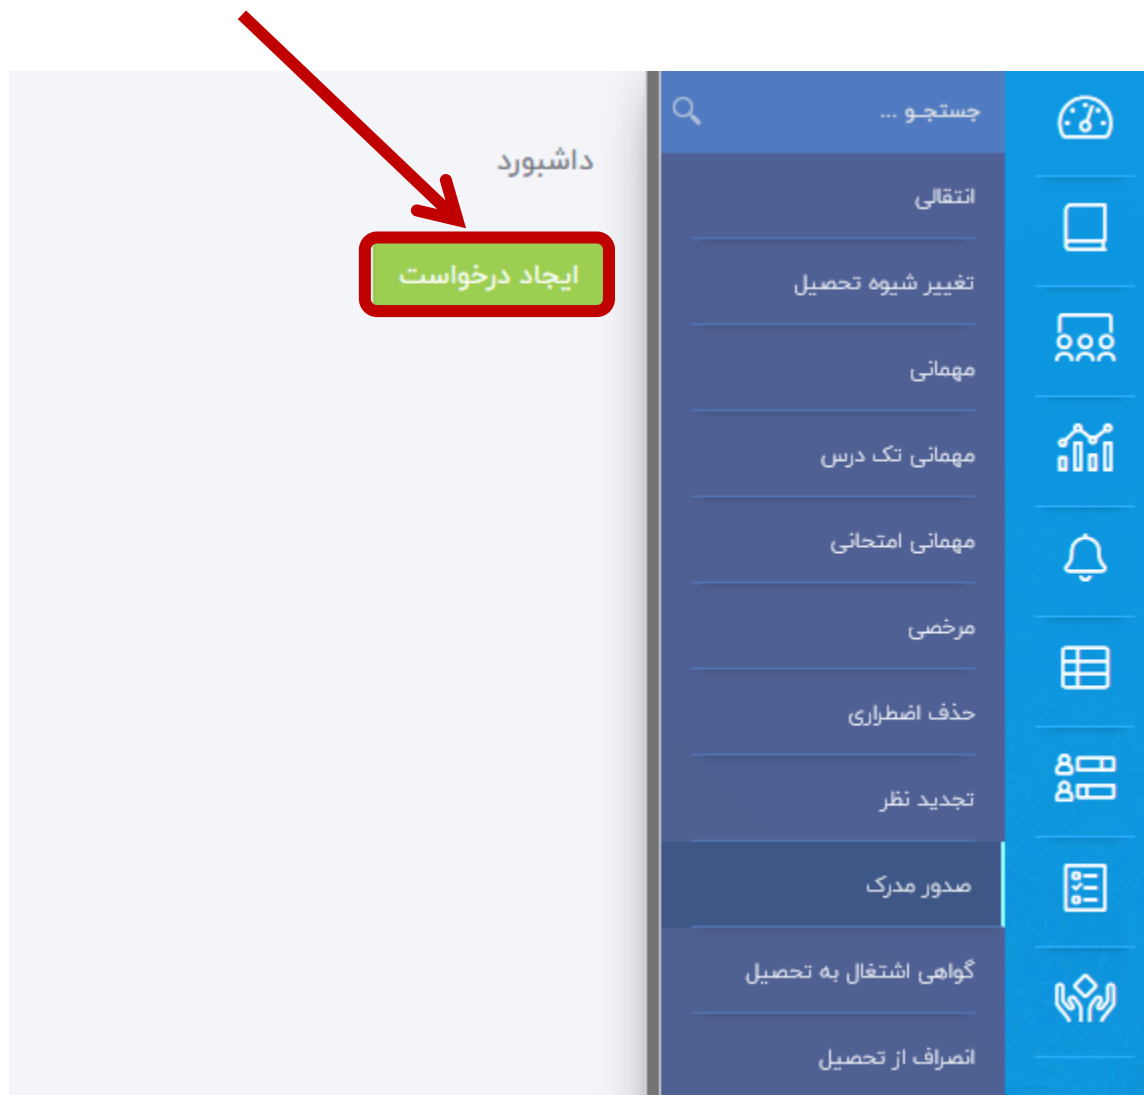 جستجـو ...
انتقالی
تغییر شیوه تحصیل
مهمانی
مهمانی تک درس
مهمانی امتحانی
مرخصی
حذف اضطراری
تجدید نظر
صدور مدرک
گواهی اشتغال به تحصیل
انصراف از تحصیل
داشبورد
ایجاد درخواست